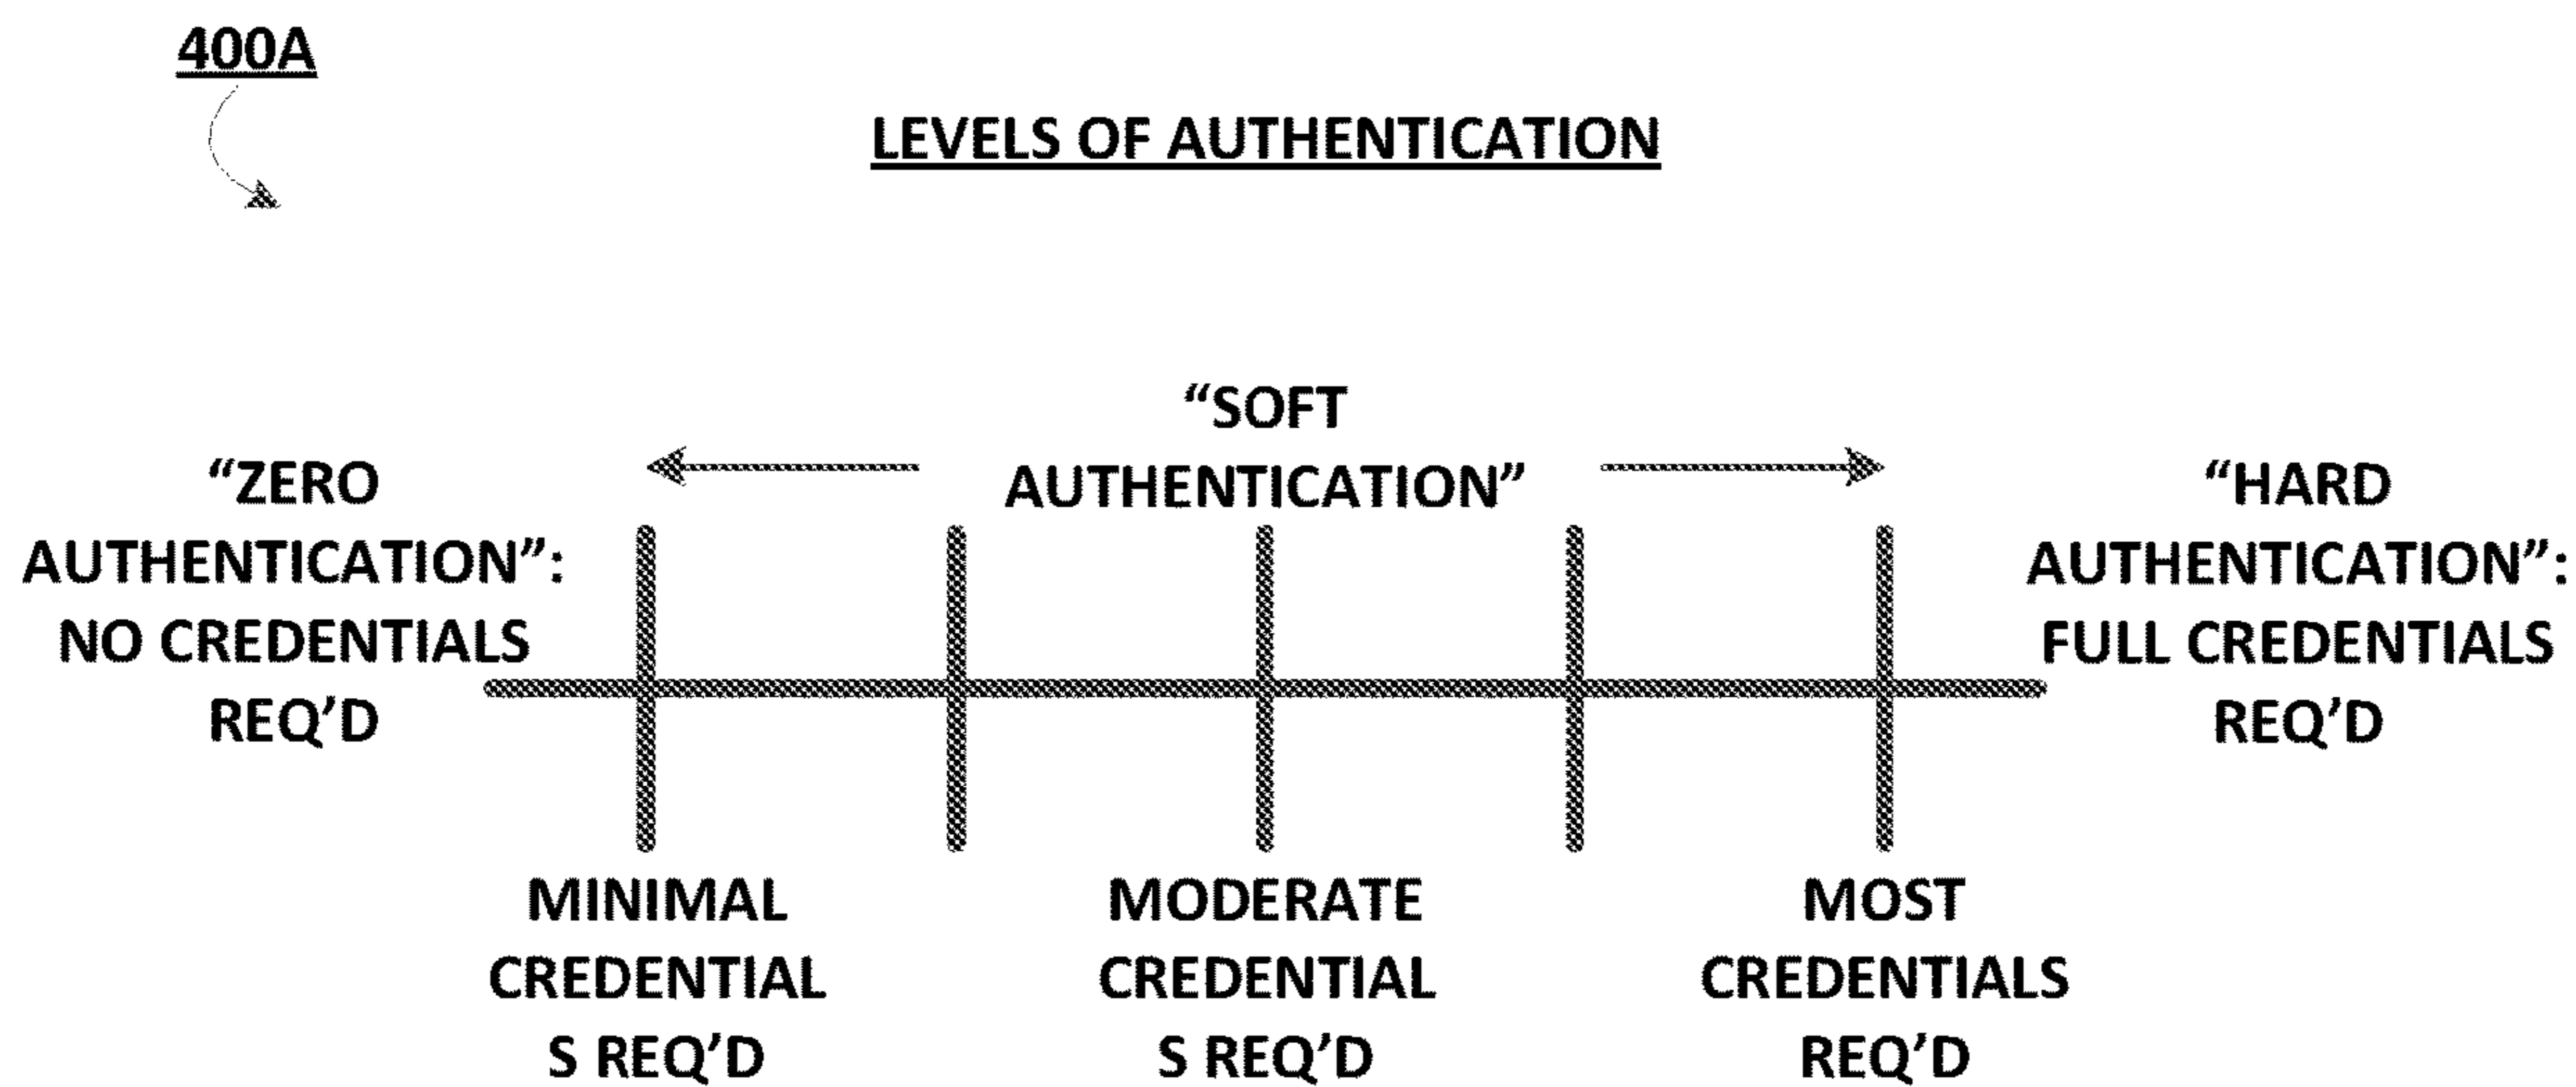 400A
LEVELS OF AUTHENTICATION
“SOFT
AUTHENTICATION”
“ZERO
AUTHENTICATION”:
NO CREDENTIALS
REQ’D
“HARD
AUTHENTICATION”:
FULL CREDENTIALS
REQ’D
MINIMAL
CREDENTIAL
S REQ’D
MODERATE
CREDENTIAL
S REQ’D
MOST
CREDENTIALS
REQ’D